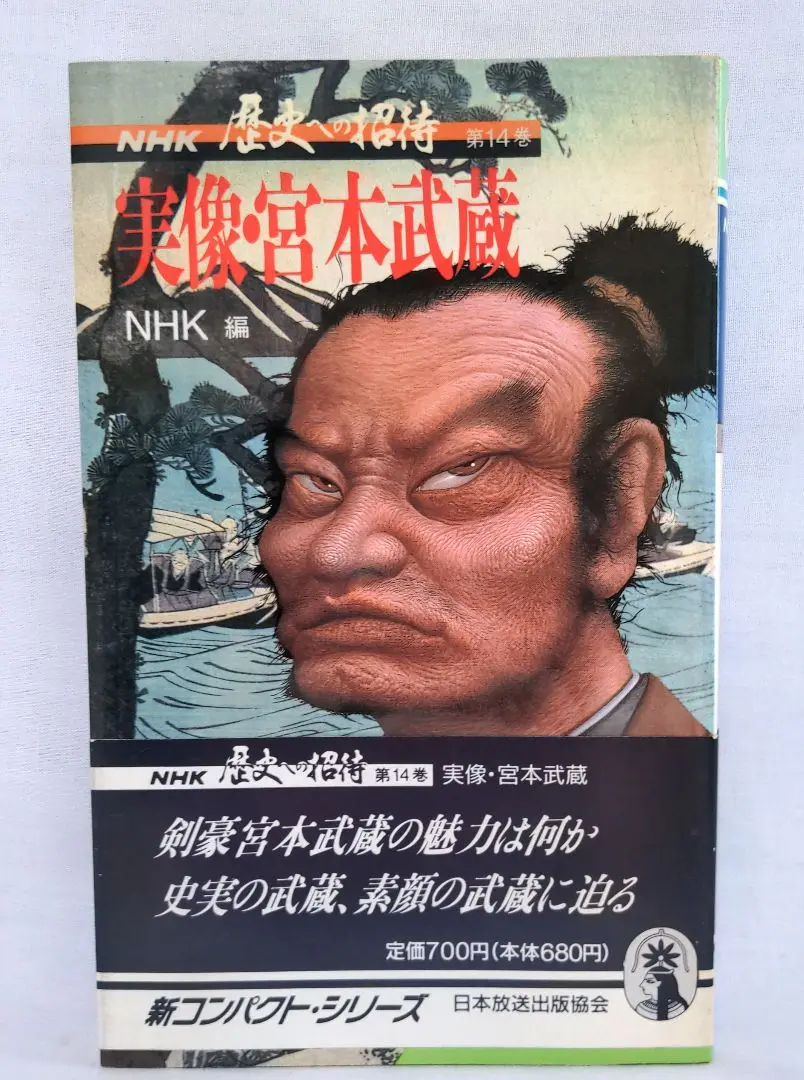 NHK 歴史への招待 第14巻
実像・宮本武蔵
NHK 編
NHK 歴史への招待 第14巻 実像・宮本武蔵
剣豪宮本武蔵の魅力は何か
史実の武蔵、素顔の武蔵に迫る
定価700円(本体680円)
新コンパクト・シリーズ 日本放送出版協会